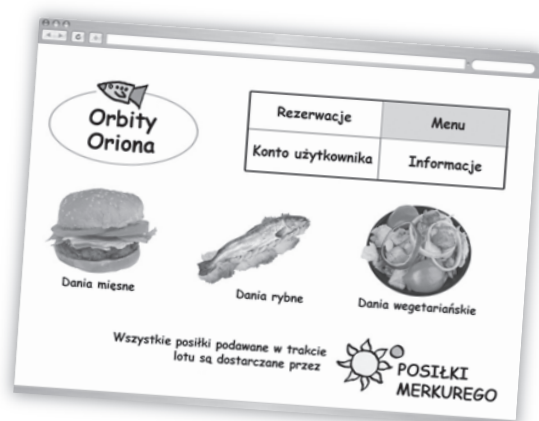 Orbity
Oriona
Rezerwacje
Menu
Konto użytkownika
Informacje
Dania mięsne
Dania rybne
Dania wegetariańskie
Wszystkie posiłki podawane w trakcie
lotu są dostarczane przez
POSIŁKI
MERKUREGO